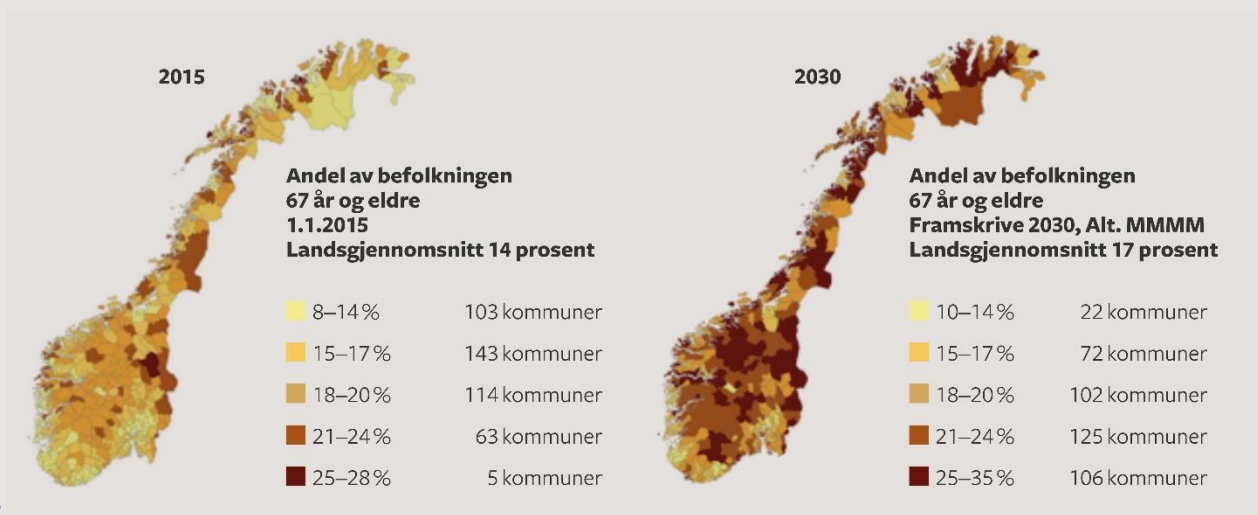 2015
Andel av befolkningen
67 år og eldre
1.1.2015
Landsgjennomsnitt 14 prosent
8–14 % 103 kommuner
15–17 % 143 kommuner
18–20 % 114 kommuner
21–24 % 63 kommuner
25–28 % 5 kommuner
2030
Andel av befolkningen
67 år og eldre
Framskrive 2030, Alt. MMMM
Landsgjennomsnitt 17 prosent
10–14 % 22 kommuner
15–17 % 72 kommuner
18–20 % 102 kommuner
21–24 % 125 kommuner
25–35 % 106 kommuner